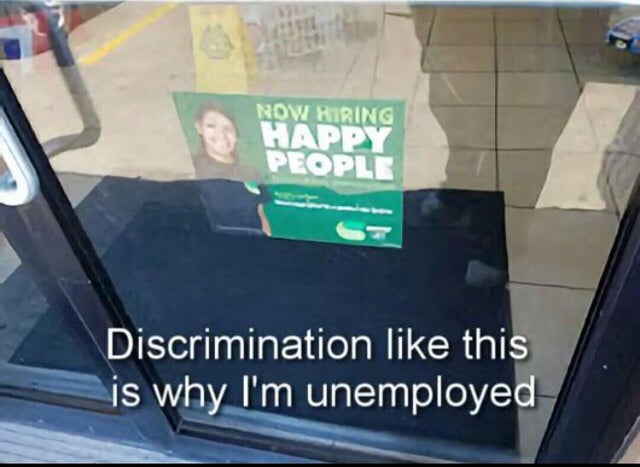 NOW HIRING
HAPPY
PEOPLE
Discrimination like this
is why I'm unemployed